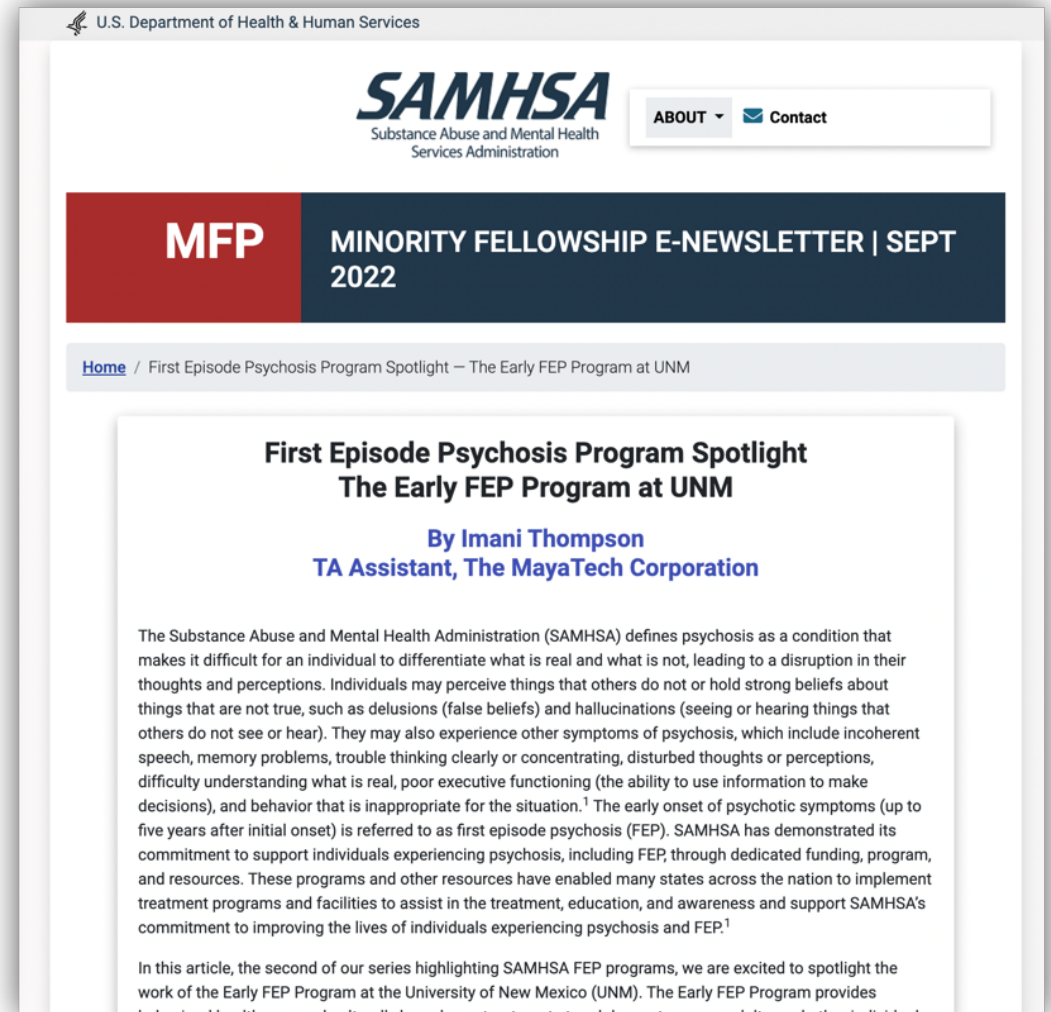 U.S. Department of Health & Human Services
SAMHSA
Substance Abuse and Mental Health
Services Administration
ABOUT
Contact
MFP
MINORITY FELLOWSHIP E-NEWSLETTER | SEPT
2022
Home / First Episode Psychosis Program Spotlight — The Early FEP Program at UNM
First Episode Psychosis Program Spotlight
The Early FEP Program at UNM
By Imani Thompson
TA Assistant, The MayaTech Corporation
The Substance Abuse and Mental Health Administration (SAMHSA) defines psychosis as a condition that
makes it difficult for an individual to differentiate what is real and what is not, leading to a disruption in their
thoughts and perceptions. Individuals may perceive things that others do not or hold strong beliefs about
things that are not true, such as delusions (false beliefs) and hallucinations (seeing or hearing things that
others do not see or hear). They may also experience other symptoms of psychosis, which include incoherent
speech, memory problems, trouble thinking clearly or concentrating, disturbed thoughts or perceptions,
difficulty understanding what is real, poor executive functioning (the ability to use information to make
decisions), and behavior that is inappropriate for the situation.1 The early onset of psychotic symptoms (up to
five years after initial onset) is referred to as first episode psychosis (FEP). SAMHSA has demonstrated its
commitment to support individuals experiencing psychosis, including FEP, through dedicated funding, program,
and resources. These programs and other resources have enabled many states across the nation to implement
treatment programs and facilities to assist in the treatment, education, and awareness and support SAMHSA's
commitment to improving the lives of individuals experiencing psychosis and FEP.1
In this article, the second of our series highlighting SAMHSA FEP programs, we are excited to spotlight the
work of the Early FEP Program at the University of New Mexico (UNM). The Early FEP Program provides